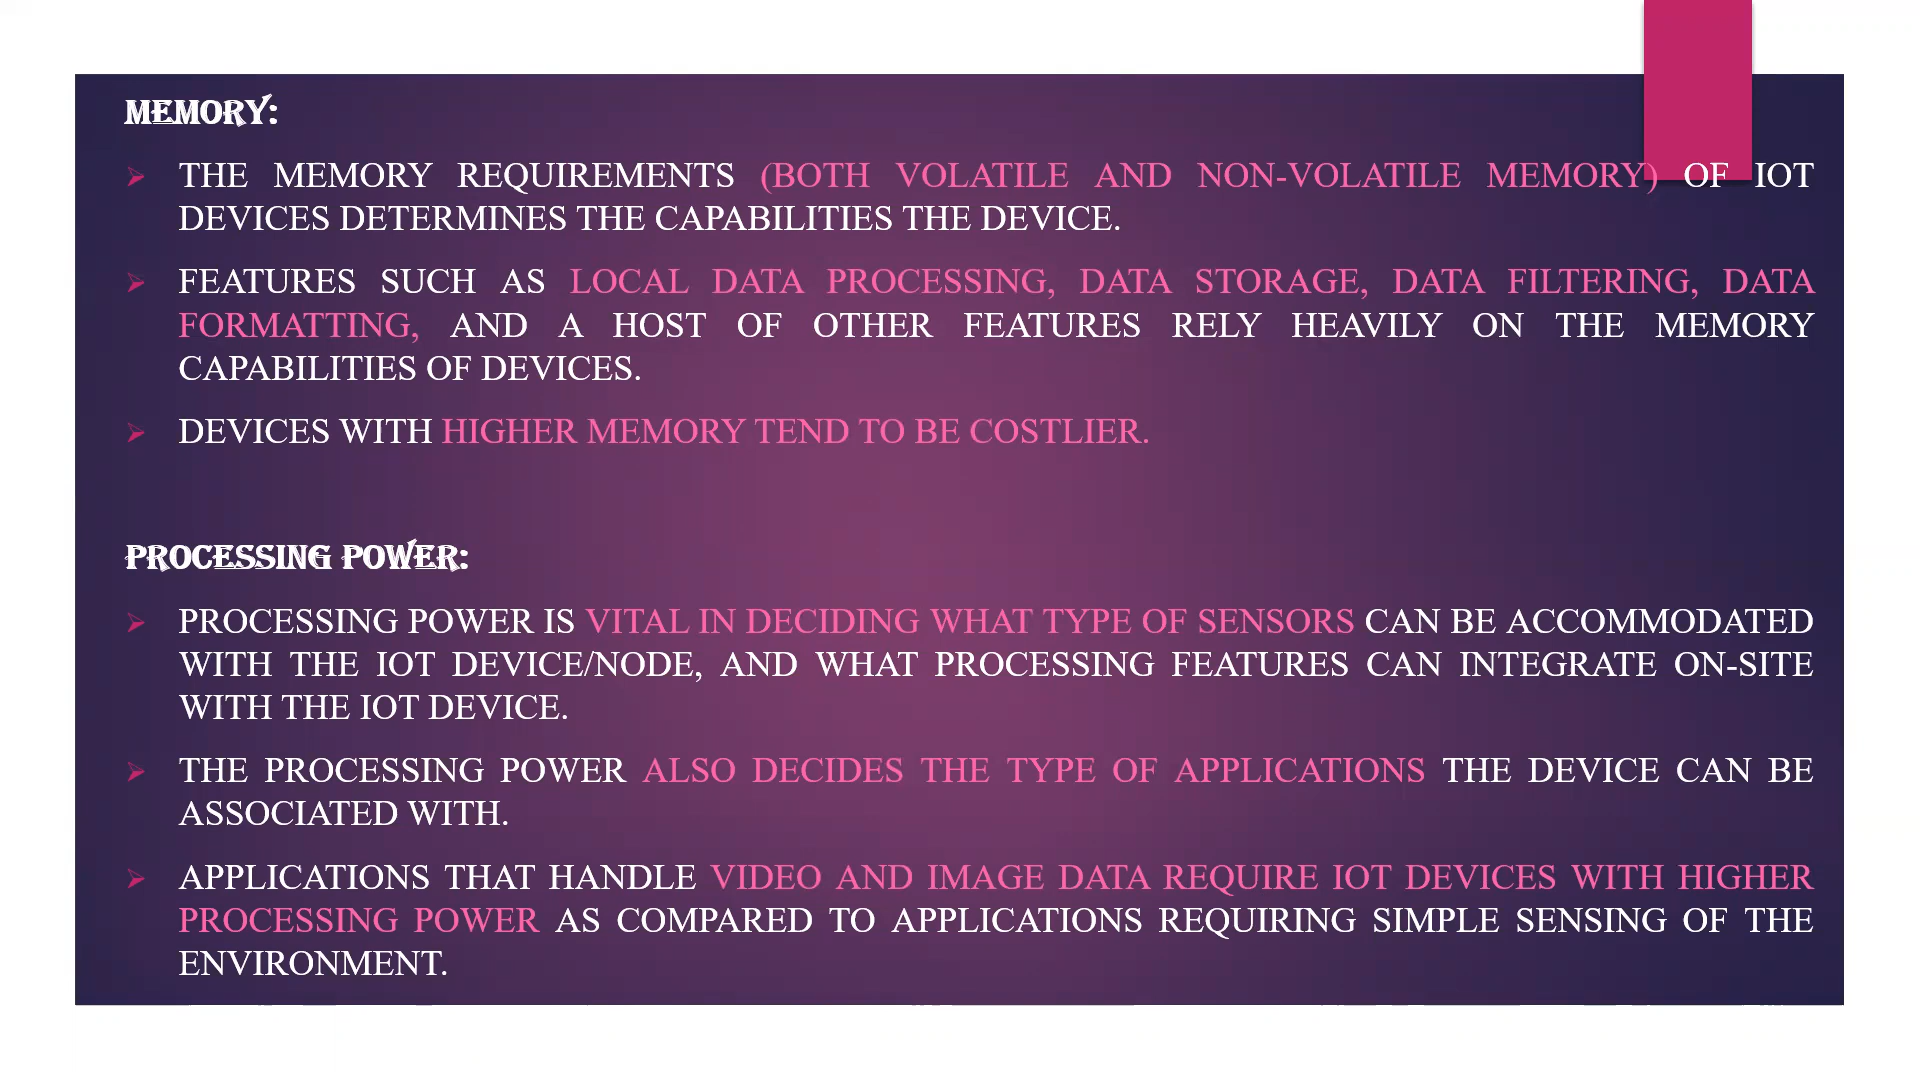 MEMORY:
THE MEMORY REQUIREMENTS (BOTH VOLATILE AND NON-VOLATILE MEMORY) OF IOT
DEVICES DETERMINES THE CAPABILITIES THE DEVICE.
FEATURES SUCH AS LOCAL DATA PROCESSING, DATA STORAGE, DATA FILTERING, DATA
FORMATTING, AND A HOST OF OTHER FEATURES RELY HEAVILY ON THE MEMORY
CAPABILITIES OF DEVICES.
DEVICES WITH HIGHER MEMORY TEND TO BE COSTLIER.
PROCESSING POWER:
PROCESSING POWER IS VITAL IN DECIDING WHAT TYPE OF SENSORS CAN BE ACCOMMODATED
WITH THE IOT DEVICE/NODE, AND WHAT PROCESSING FEATURES CAN INTEGRATE ON-SITE
WITH THE IOT DEVICE.
THE PROCESSING POWER ALSO DECIDES THE TYPE OF APPLICATIONS THE DEVICE CAN BE
ASSOCIATED WITH.
APPLICATIONS THAT HANDLE VIDEO AND IMAGE DATA REQUIRE IOT DEVICES WITH HIGHER
PROCESSING POWER AS COMPARED TO APPLICATIONS REQUIRING SIMPLE SENSING OF THE
ENVIRONMENT.